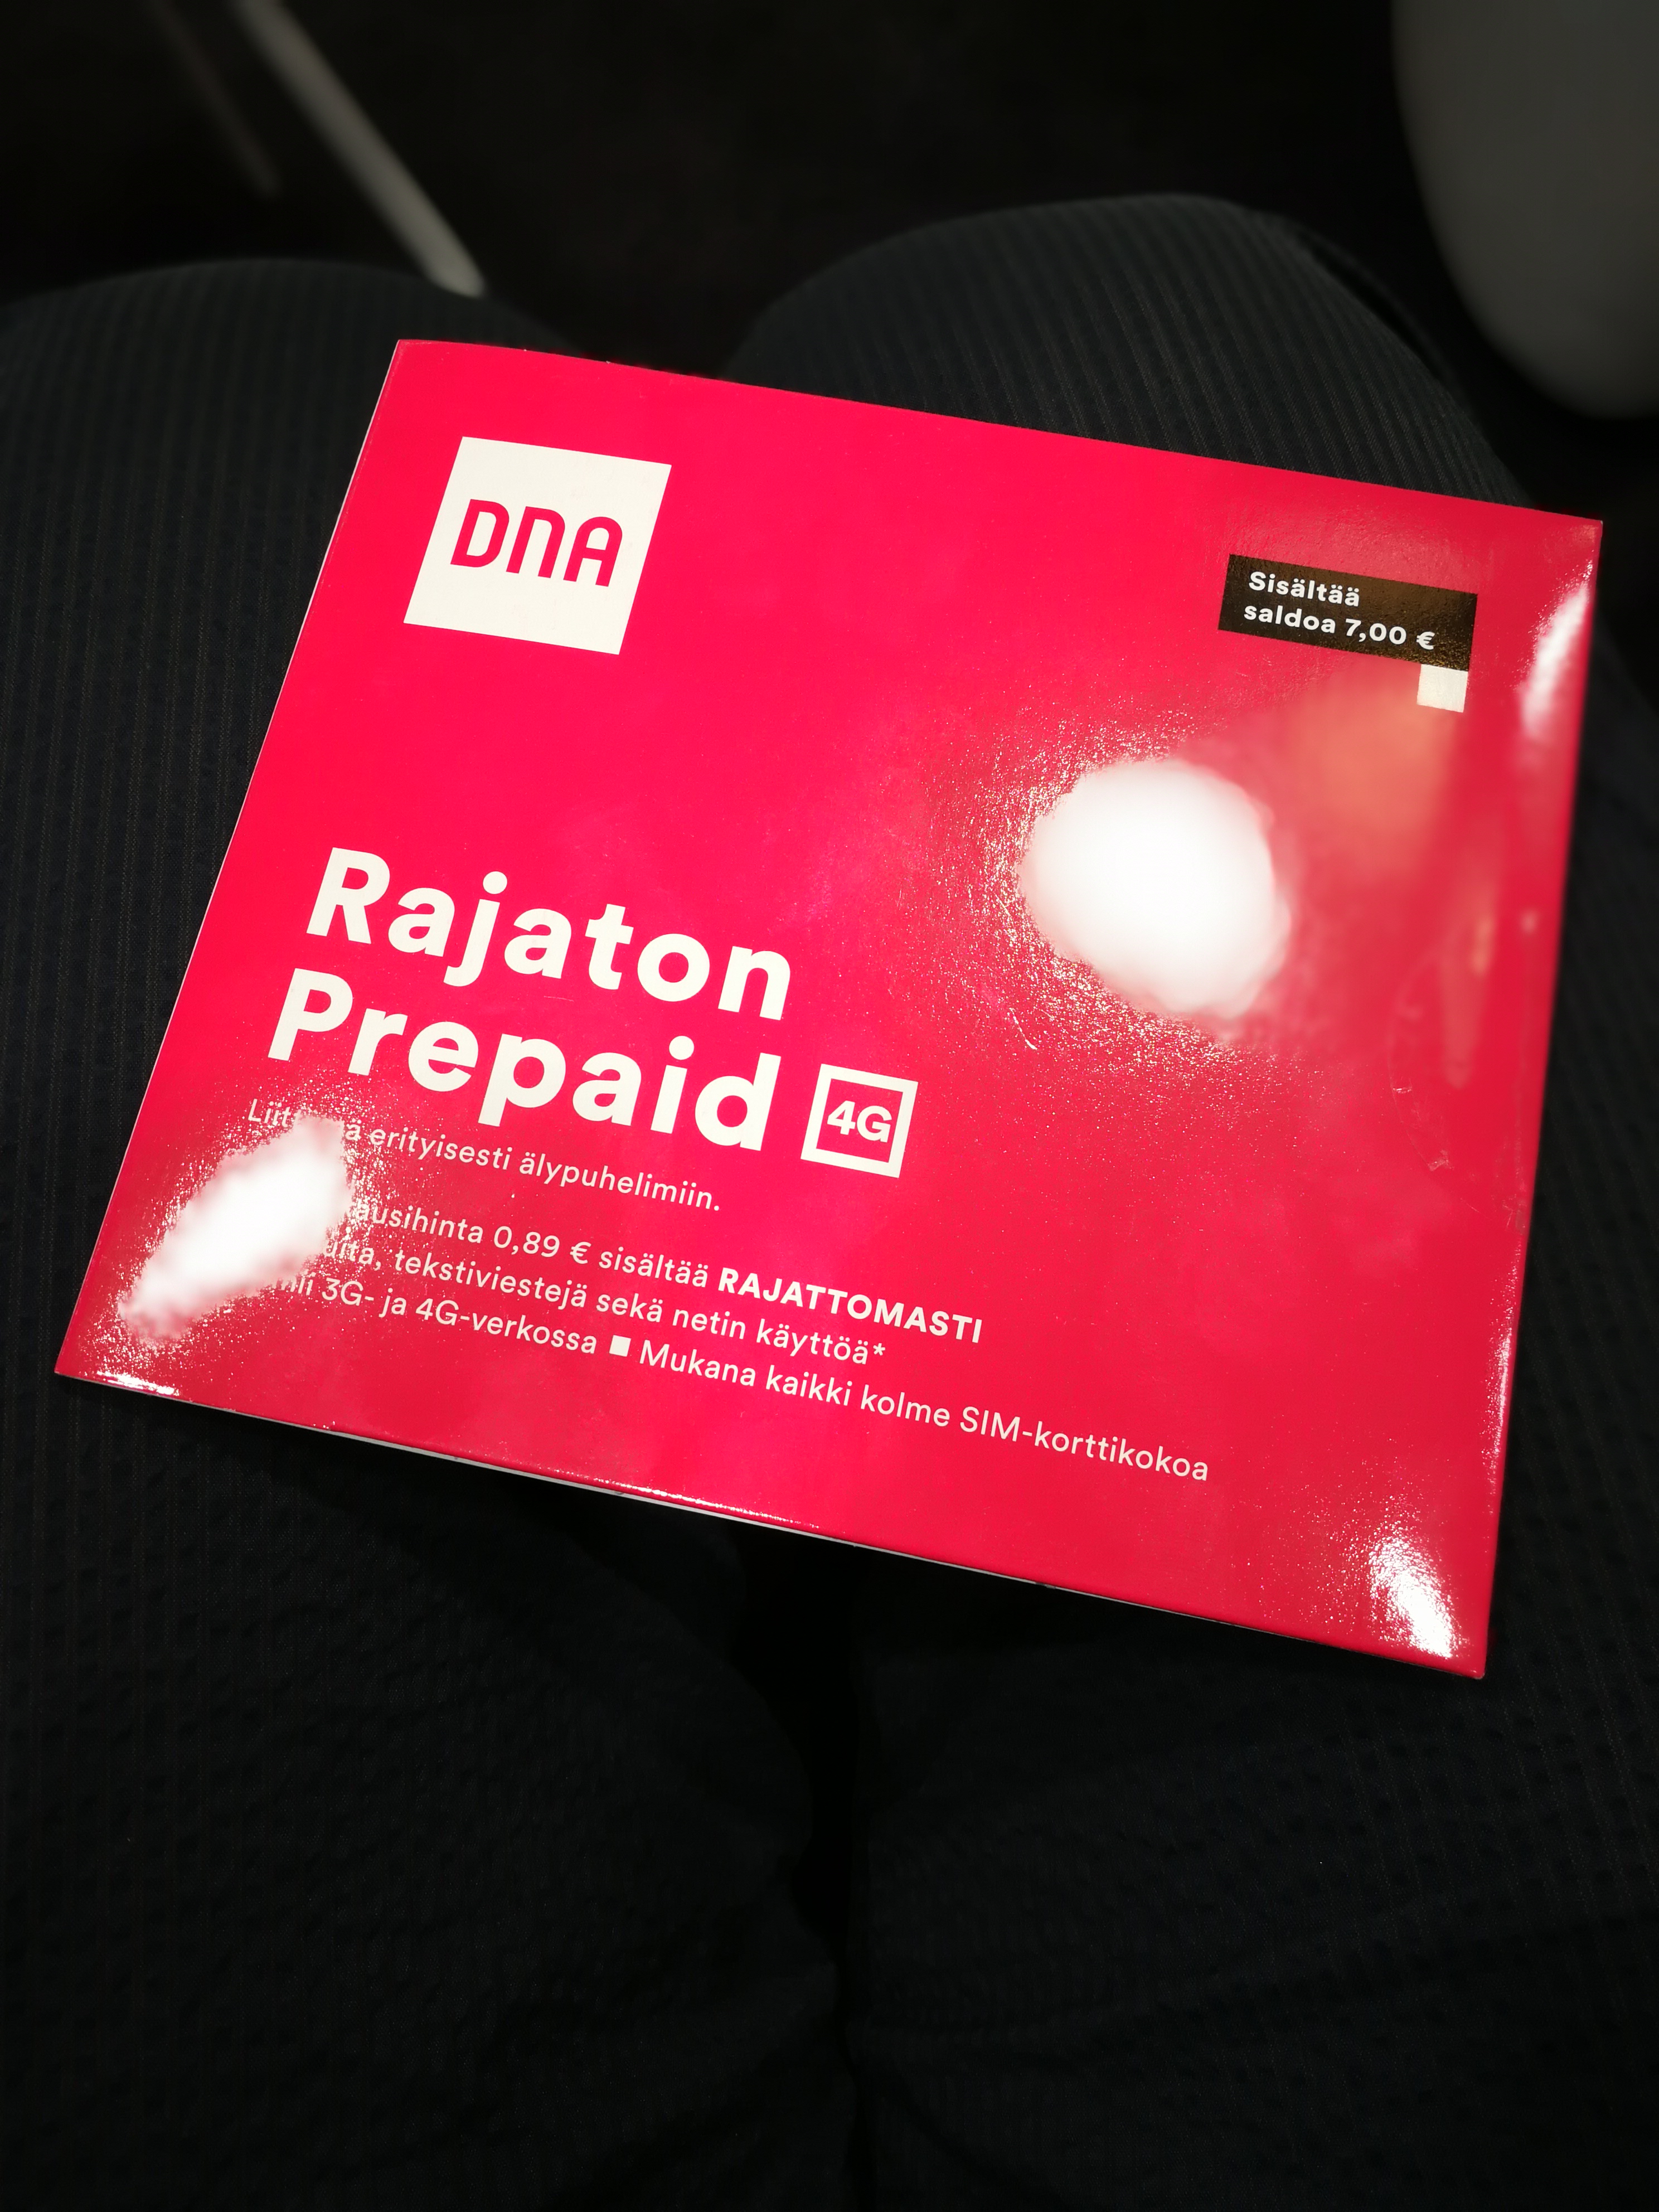 DNA
Sisältää
saldoa 7,00 €
Rajaton
Prepaid 4G
erityisesti älypuhelimiin.
0,89 € sisältää RAJATTOMASTI
tekstiviestejä sekä netin käyttöä*
3G- ja 4G-verkossa ■ Mukana kaikki kolme SIM-korttikokoa